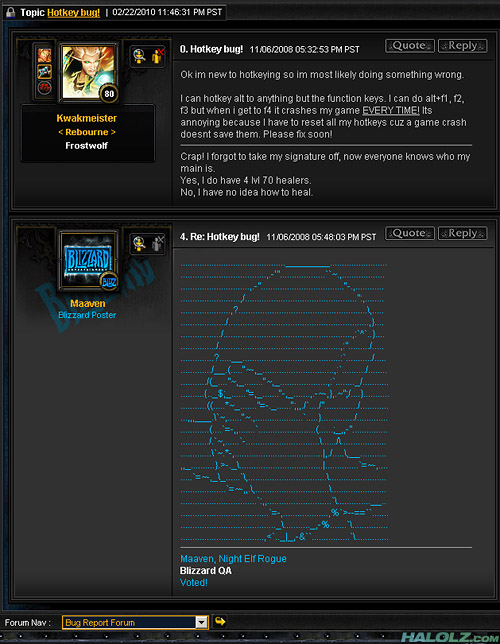 Topic Hotkey bug! | 02/22/2010 11:46:31 PM PST
0. Hotkey bug! 11/06/2008 05:32:53 PM PST
Quote Reply
80
Kwakmeister
< Rebourne >
Frostwolf
Ok im new to hotkeying so im most likely doing something wrong.
I can hotkey alt to anything but the function keys. I can do alt+f1, f2,
f3 but when i get to f4 it crashes my game EVERY TIME! Its
annoying because I have to reset all my hotkeys cuz a game crash
doesnt save them. Please fix soon!
Crap! I forgot to take my signature off, now everyone knows who my
main is.
Yes, I do have 4 lvl 70 healers.
No, I have no idea how to heal.
4. Re: Hotkey bug! 11/06/2008 05:48:03 PM PST
Quote Reply
BLIZZARD
ENTERTAINMENT
BLIZZ
Maaven
Blizzard Poster
Maaven, Night Elf Rogue
Blizzard QA
Voted!
Forum Nav : Bug Report Forum
HALOLZ.COM